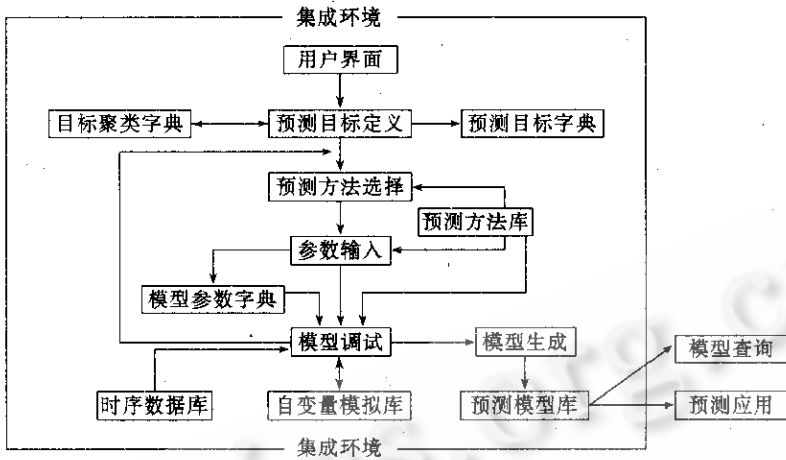 集成环境
用户界面
目标聚类字典
预测目标定义
预测目标字典
预测方法选择
预测方法库
参数输入
模型参数字典
模型调试
模型生成
模型查询
时序数据库
自变量模拟库
预测模型库
预测应用
集成环境